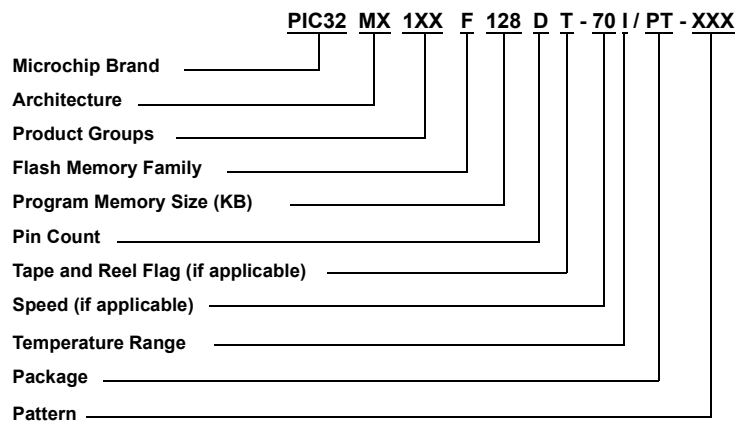 PIC32 MX 1XX F 128 D T - 70 I / PT - XXX
Microchip Brand
Architecture
Product Groups
Flash Memory Family
Program Memory Size (KB)
Pin Count
Tape and Reel Flag (if applicable)
Speed (if applicable)
Temperature Range
Package
Pattern